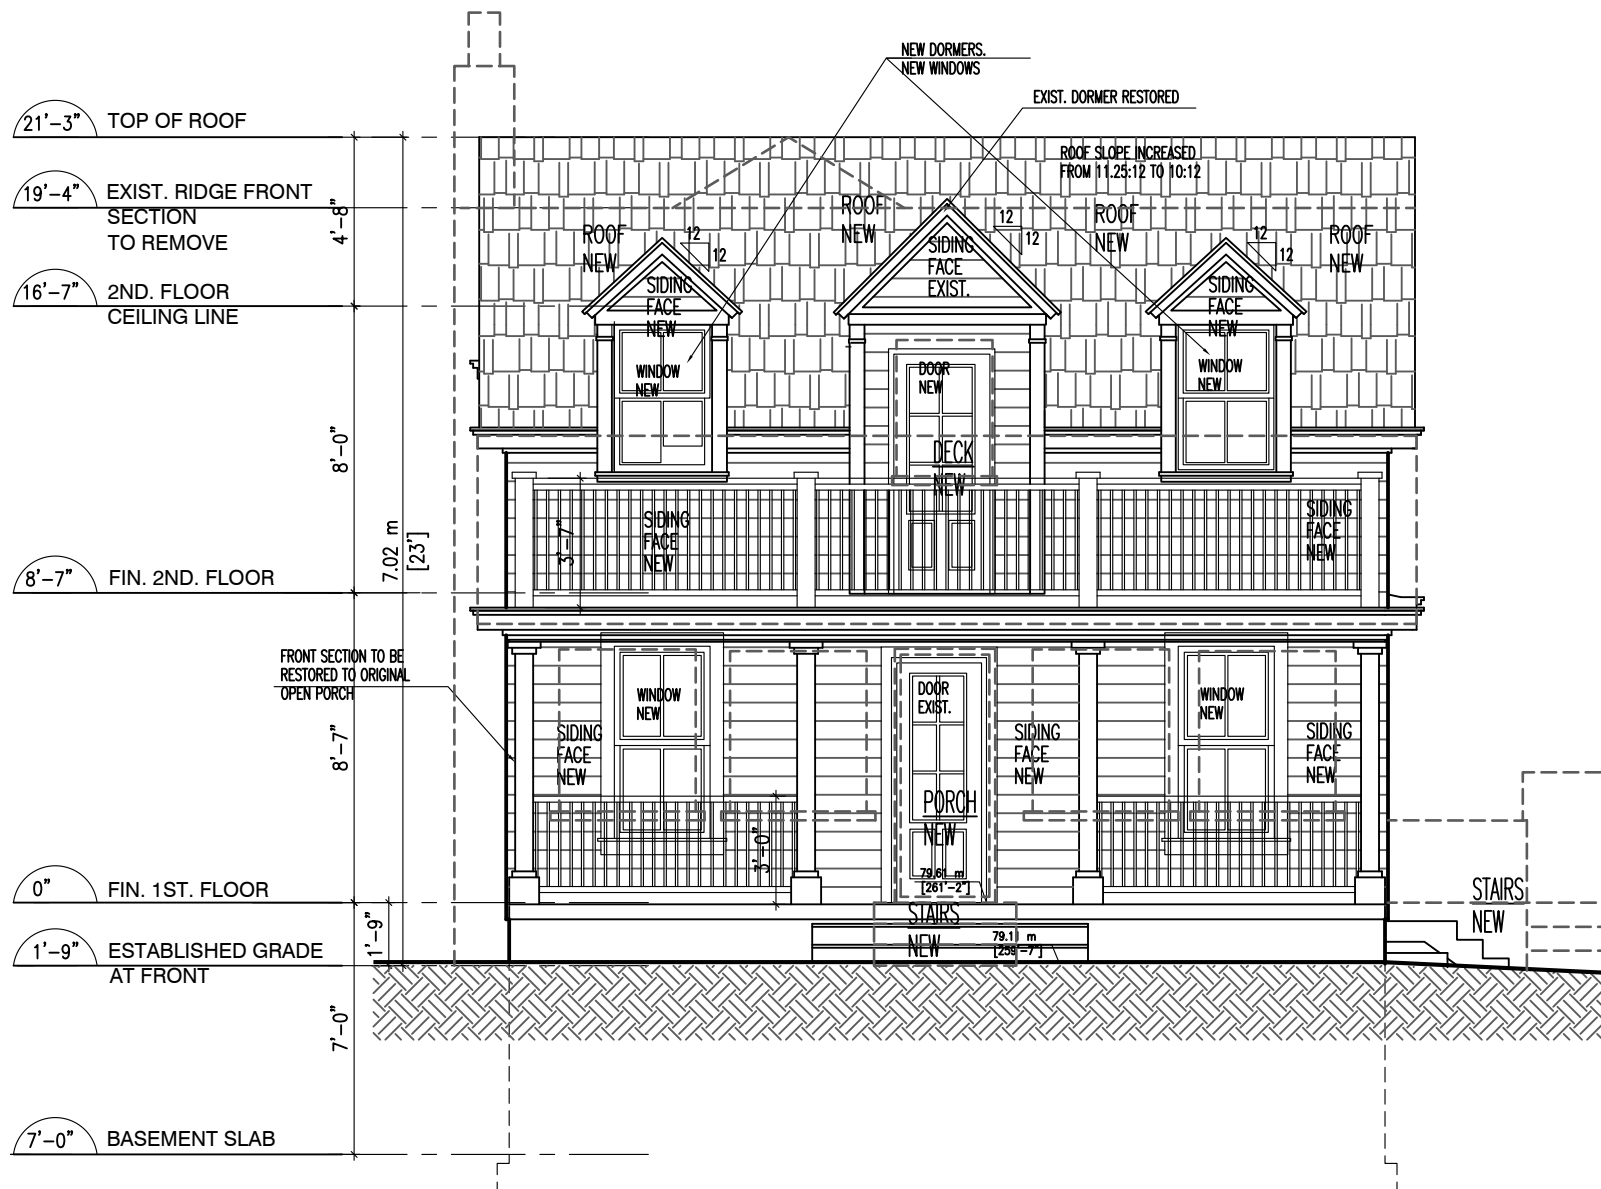 NEW DORMERS.
NEW WINDOWS
EXIST. DORMER RESTORED
21'-3" TOP OF ROOF
ROOF SLOPE INCREASED
FROM 11.25:12 TO 10:12
19'-4" EXIST. RIDGE FRONT
SECTION
TO REMOVE
4'-8"
ROOF
NEW
12
12
ROOF
NEW
12
12
ROOF
NEW
12
12
ROOF
NEW
SIDING
FACE
NEW
SIDING
FACE
EXIST.
SIDING
FACE
NEW
16'-7" 2ND. FLOOR
CEILING LINE
WINDOW
NEW
DOOR
NEW
WINDOW
NEW
8'-0"
DECK
NEW
SIDING
FACE
NEW
3'-7"
SIDING
FACE
NEW
7.02 m
[23']
8'-7" FIN. 2ND. FLOOR
FRONT SECTION TO BE
RESTORED TO ORIGINAL
OPEN PORCH
WINDOW
NEW
DOOR
EXIST.
WINDOW
NEW
8'-7"
SIDING
FACE
NEW
SIDING
FACE
NEW
SIDING
FACE
NEW
PORCH
NEW
3'-0"
79.61 m
[261'-2"]
0" FIN. 1ST. FLOOR
STAIRS
NEW
STAIRS
NEW
1'-9"
[259'-7"]
1'-9" ESTABLISHED GRADE
AT FRONT
7'-0"
7'-0" BASEMENT SLAB